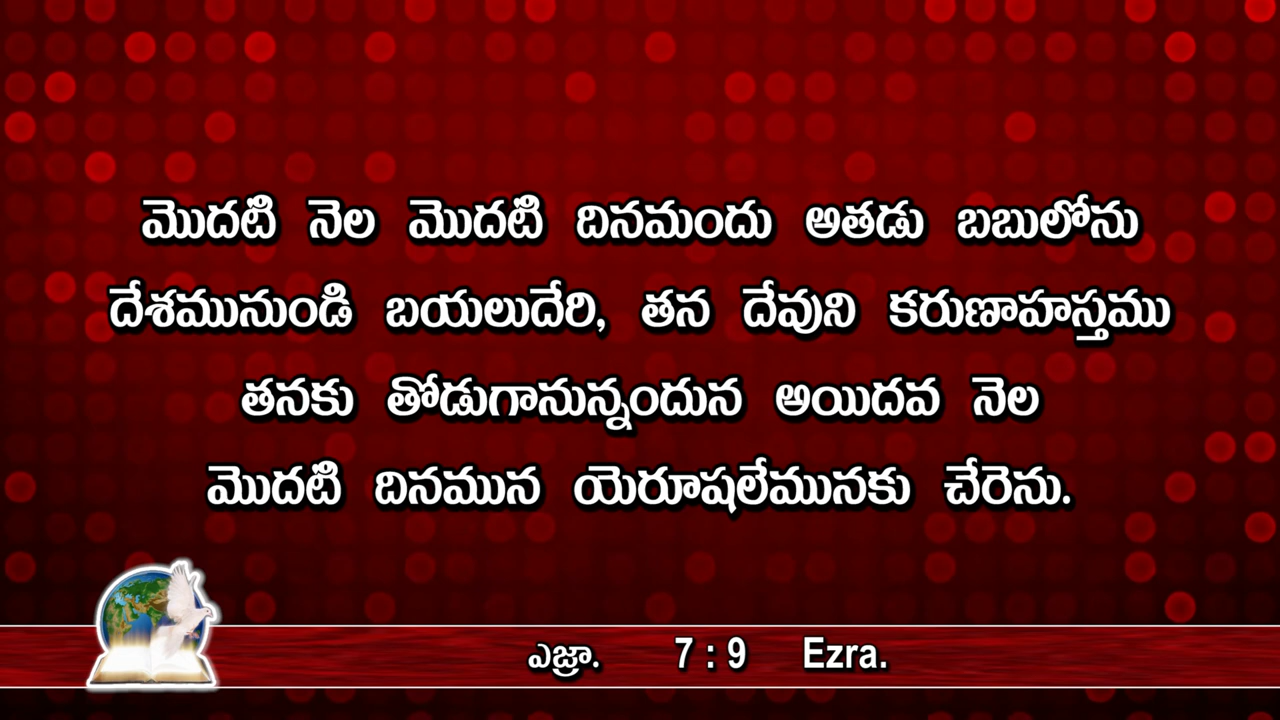 మొదటి నెల మొదటి దినమందు అతడు బబులోను
దేశమునుండి బయలుదేరి, తన దేవుని కరుణాహస్తము
తనకు తోడుగానున్నందున అయిదవ నెల
మొదటి దినమున యెరూషలేమునకు చేరెను.
ఎజ్రా. 7 : 9 Ezra.